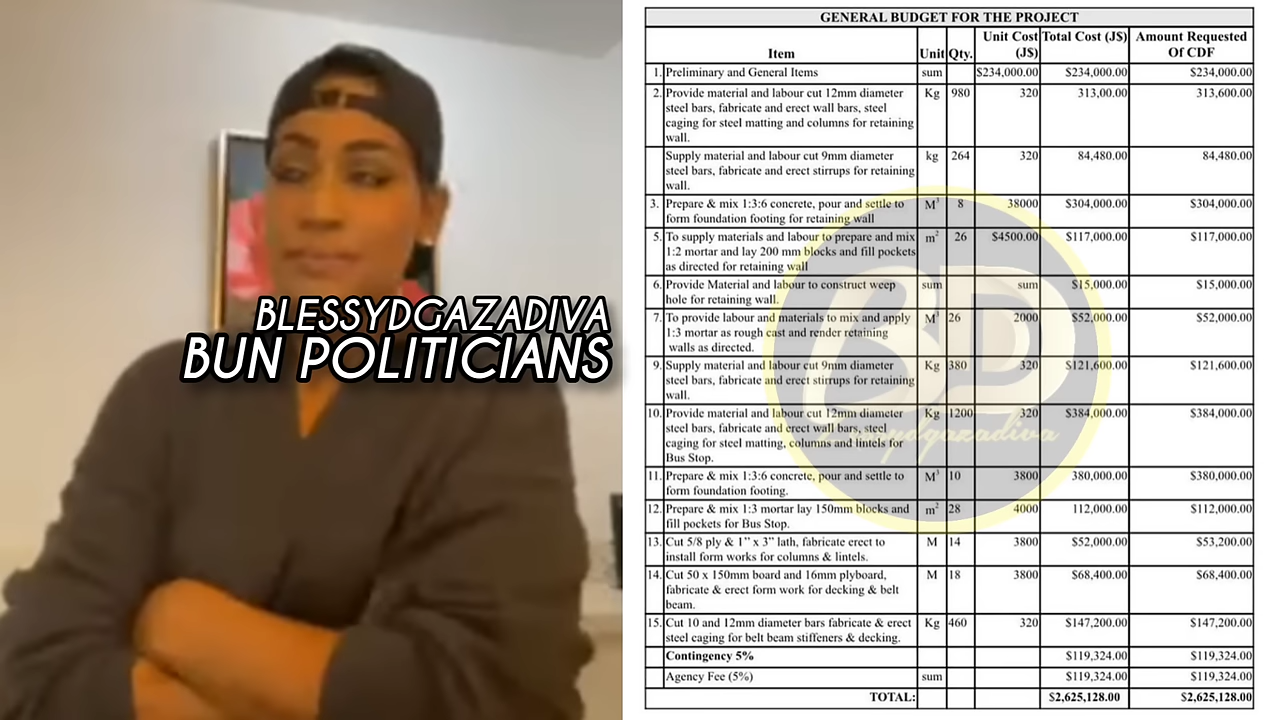 BLESSYDGAZADIVA
BUN POLITICIANS
GENERAL BUDGET FOR THE PROJECT
Item Unit Qty. Unit Cost (J$) Total Cost (J$) Amount Requested Of CDF
1. Preliminary and General Items sum $234,000.00 $234,000.00 $234,000.00
2. Provide material and labour cut 12mm diameter Kg 980 320 313,00.00 313,600.00
steel bars, fabricate and erect wall bars, steel
caging for steel matting and columns for retaining
wall.
Supply material and labour cut 9mm diameter kg 264 320 84,480.00 84,480.00
steel bars, fabricate and erect stirrups for retaining
wall.
3. Prepare & mix 1:3:6 concrete, pour and settle to M³ 8 38000 $304,000.00 $304,000.00
form foundation footing for retaining wall
5. To supply materials and labour to prepare and mix m² 26 $4500.00 $117,000.00 $117,000.00
1:2 mortar and lay 200 mm blocks and fill pockets
as directed for retaining wall
6. Provide Material and labour to construct weep sum sum $15,000.00 $15,000.00
hole for retaining wall.
7. To provide labour and materials to mix and apply M³ 26 2000 $52,000.00 $52,000.00
1:3 mortar as rough cast and render retaining
walls as directed.
9. Supply material and labour cut 9mm diameter Kg 380 320 $121,600.00 $121,600.00
steel bars, fabricate and erect stirrups for retaining
wall.
10. Provide material and labour cut 12mm diameter Kg 1200 320 $384,000.00 $384,000.00
steel bars, fabricate and erect wall bars, steel
caging for steel matting, columns and lintels for
Bus Stop.
11. Prepare & mix 1:3:6 concrete, pour and settle to M³ 10 3800 380,000.00 $380,000.00
form foundation footing.
12. Prepare & mix 1:3 mortar lay 150mm blocks and m² 28 4000 112,000.00 $112,000.00
fill pockets for Bus Stop.
13. Cut 5/8 ply & 1” x 3” lath, fabricate erect to M 14 3800 $52,000.00 $53,200.00
install form works for columns & lintels.
14. Cut 50 x 150mm board and 16mm plyboard, M 18 3800 $68,400.00 $68,400.00
fabricate & erect form work for decking & belt
beam.
15. Cut 10 and 12mm diameter bars fabricate & erect Kg 460 320 $147,200.00 $147,200.00
steel caging for belt beam stiffeners & decking.
Contingency 5% $119,324.00 $119,324.00
Agency Fee (5%) sum $119,324.00 $119,324.00
TOTAL: $2,625,128.00 $2,625,128.00
BD